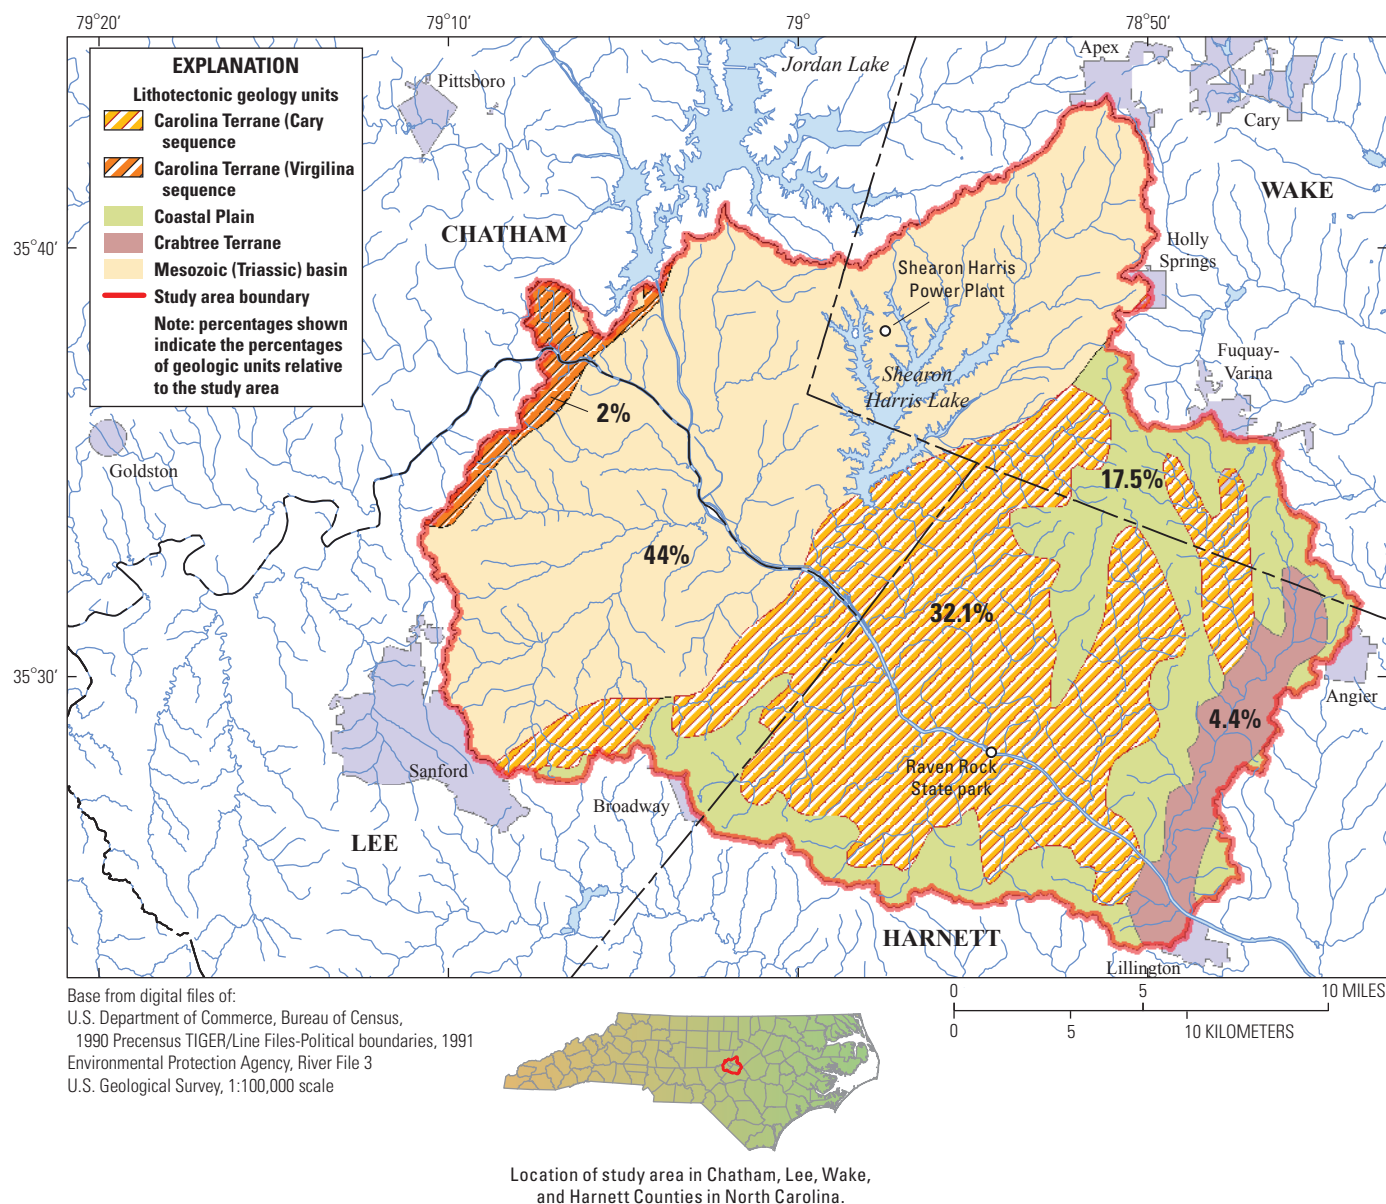 79°20'
79°10'
79°
78°50'
35°40'
35°30'
EXPLANATION
Lithotectonic geology units
Carolina Terrane (Cary
sequence
Carolina Terrane (Virgilina
sequence
Coastal Plain
Crabtree Terrane
Mesozoic (Triassic) basin
Study area boundary
Note: percentages shown
indicate the percentages
of geologic units relative
to the study area
Pittsboro
Jordan Lake
Apex
Cary
WAKE
CHATHAM
Holly
Springs
Shearon Harris
Power Plant
Shearon
Harris Lake
Fuquay-
Varina
Goldston
2%
17.5%
44%
32.1%
4.4%
Angier
Sanford
Broadway
Raven Rock
State park
LEE
HARNETT
Lillington
Base from digital files of:
U.S. Department of Commerce, Bureau of Census,
1990 Precensus TIGER/Line Files-Political boundaries, 1991
Environmental Protection Agency, River File 3
U.S. Geological Survey, 1:100,000 scale
0 5 10 MILES
0 5 10 KILOMETERS
Location of study area in Chatham, Lee, Wake,
and Harnett Counties in North Carolina.